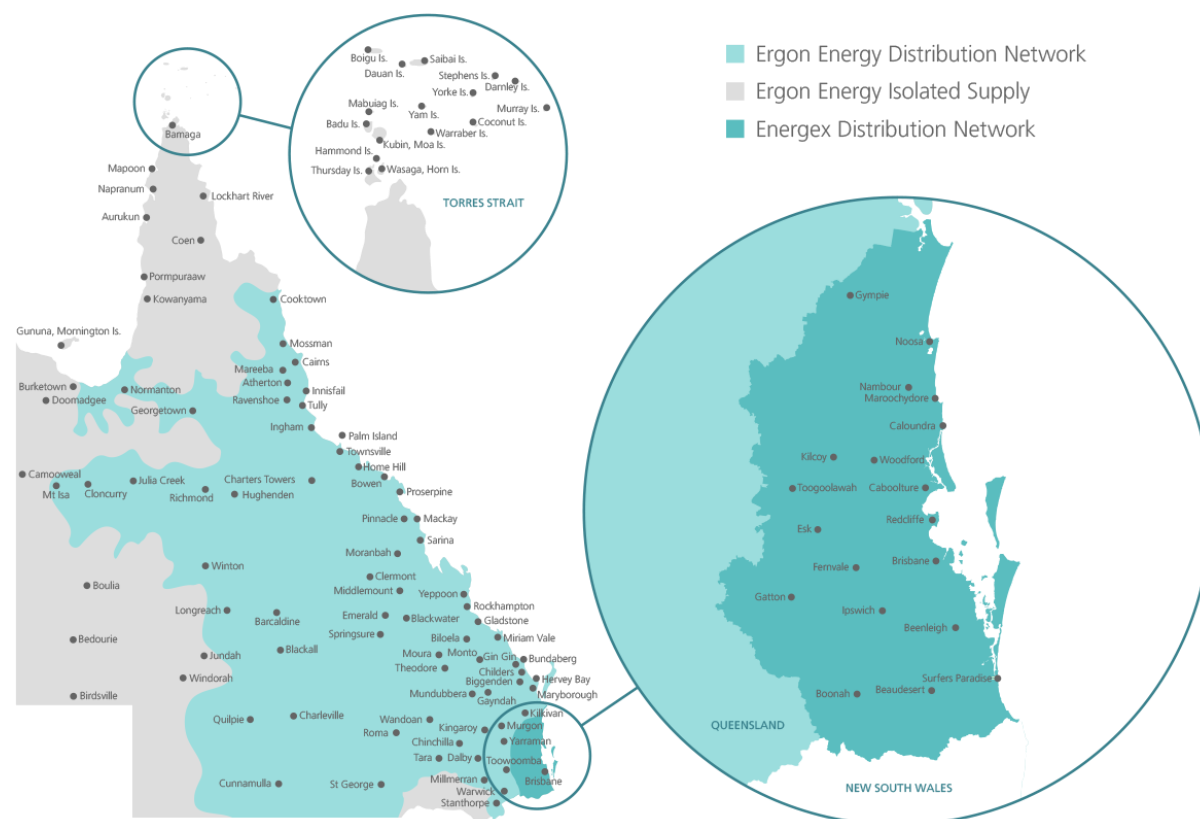 Ergon Energy Distribution Network
Ergon Energy Isolated Supply
Energex Distribution Network
Boigu Is.
Saibai Is.
Dauan Is.
Stephens Is.
Darnley Is.
Yorke Is.
Mabuiag Is.
Yam Is.
Murray Is.
Badu Is.
Coconut Is.
Warraber Is.
Kubin, Moa Is.
Hammond Is.
Thursday Is.
Wasaga, Horn Is.
TORRES STRAIT
Bamaga
Mapoon
Napranum
Lockhart River
Aurukun
Coen
Pormpuraaw
Kowanyama
Cooktown
Gununa, Mornington Is.
Mossman
Cairns
Mareeba
Atherton
Burketown
Normanton
Innisfail
Doomadgee
Ravenshoe
Georgetown
Tully
Ingham
Palm Island
Townsville
Home Hill
Camooweal
Julia Creek
Charters Towers
Bowen
Mt Isa
Cloncurry
Richmond
Hughenden
Proserpine
Pinnacle
Mackay
Sarina
Moranbah
Winton
Clermont
Boulia
Middlemount
Yeppoon
Longreach
Barcaldine
Rockhampton
Emerald
Blackwater
Gladstone
Springsure
Biloela
Miriam Vale
Bedourie
Jundah
Blackall
Moura
Monto
Gin Gin
Bundaberg
Theodore
Childers
Windorah
Biggenden
Hervey Bay
Birdsville
Mundubbera
Gayndah
Maryborough
Quilpie
Charleville
Wandoan
Kilkivan
Roma
Kingaroy
Murgon
Chinchilla
Yarraman
Tara
Dalby
Toowoomba
Cunnamulla
St George
Millmerran
Brisbane
Warwick
Stanthorpe
Gympie
Noosa
Nambour
Maroochydore
Caloundra
Kilcoy
Woodford
Toogoolawah
Caboolture
Redcliffe
Esk
Brisbane
Fernvale
Gatton
Ipswich
Beenleigh
Surfers Paradise
Boonah
Beaudesert
QUEENSLAND
NEW SOUTH WALES